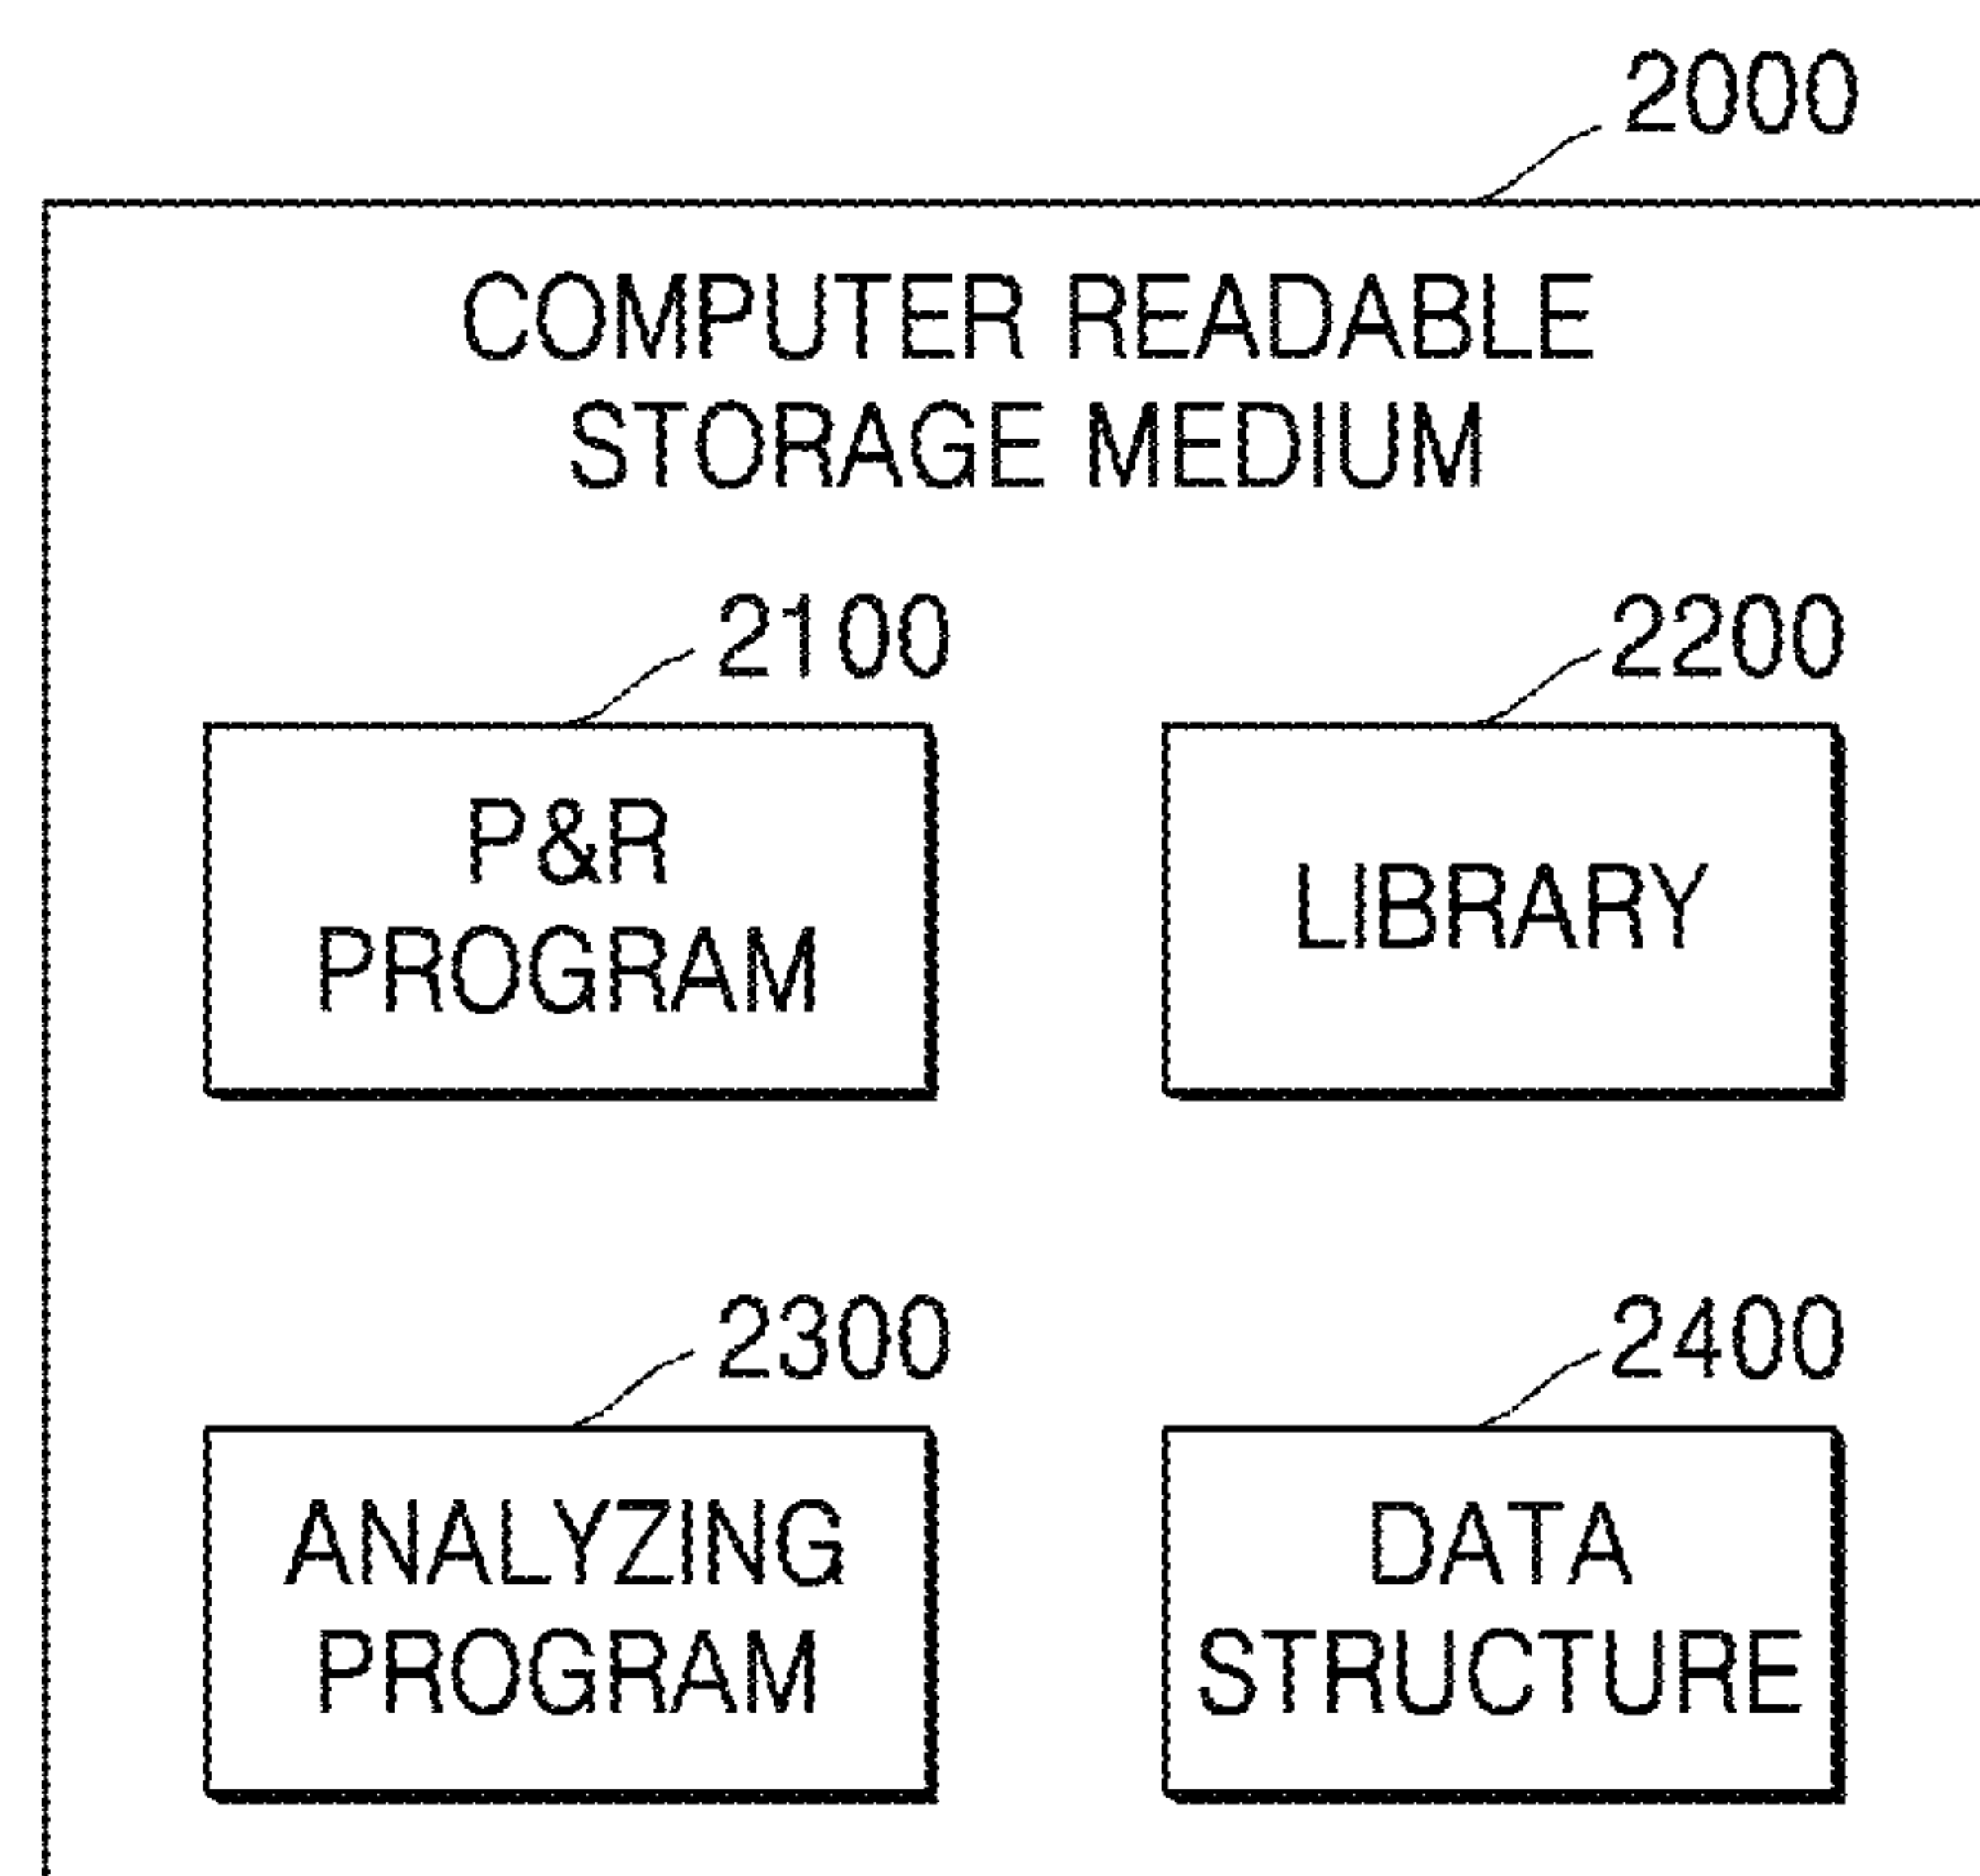 2000
COMPUTER READABLE
STORAGE MEDIUM
2100
2200
P&R
PROGRAM
LIBRARY
2300
2400
ANALYZING
PROGRAM
DATA
STRUCTURE